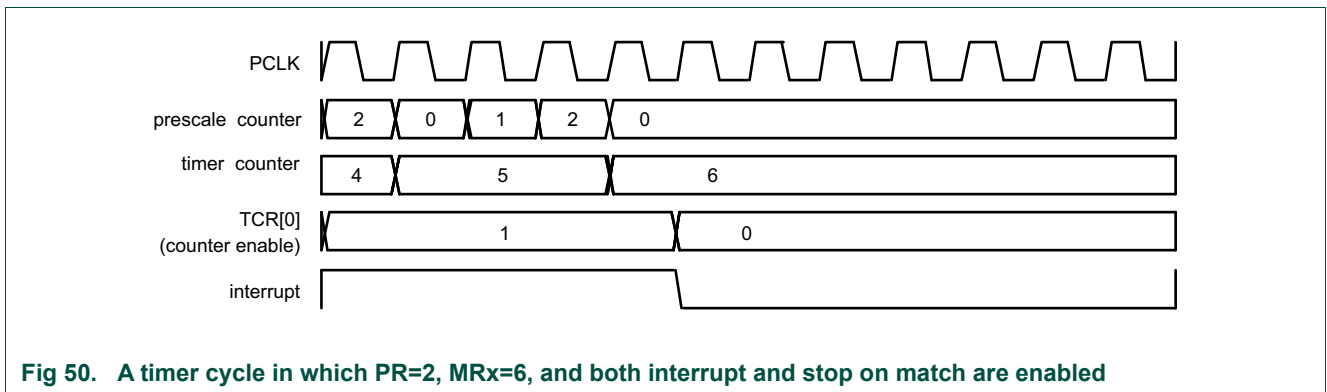 PCLK
prescale counter 2 0 1 2 0
timer counter 4 5 6
TCR[0]
(counter enable) 1 0
interrupt
Fig 50. A timer cycle in which PR=2, MRx=6, and both interrupt and stop on match are enabled